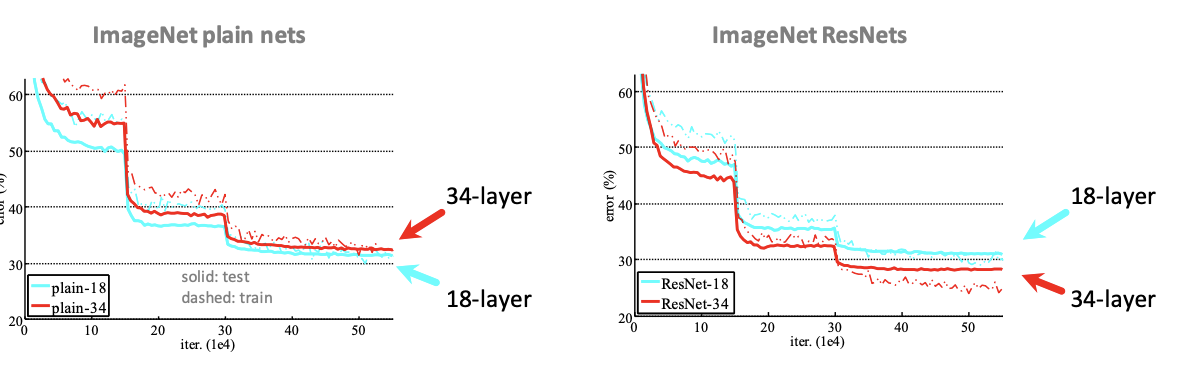 ImageNet plain nets
60
50
40
30
20
error (%)
34-layer
18-layer
solid: test
dashed: train
plain-18
plain-34
0
10
20
30
40
50
iter. (1e4)
ImageNet ResNets
60
50
40
30
20
error (%)
18-layer
34-layer
ResNet-18
ResNet-34
0
10
20
30
40
50
iter. (1e4)